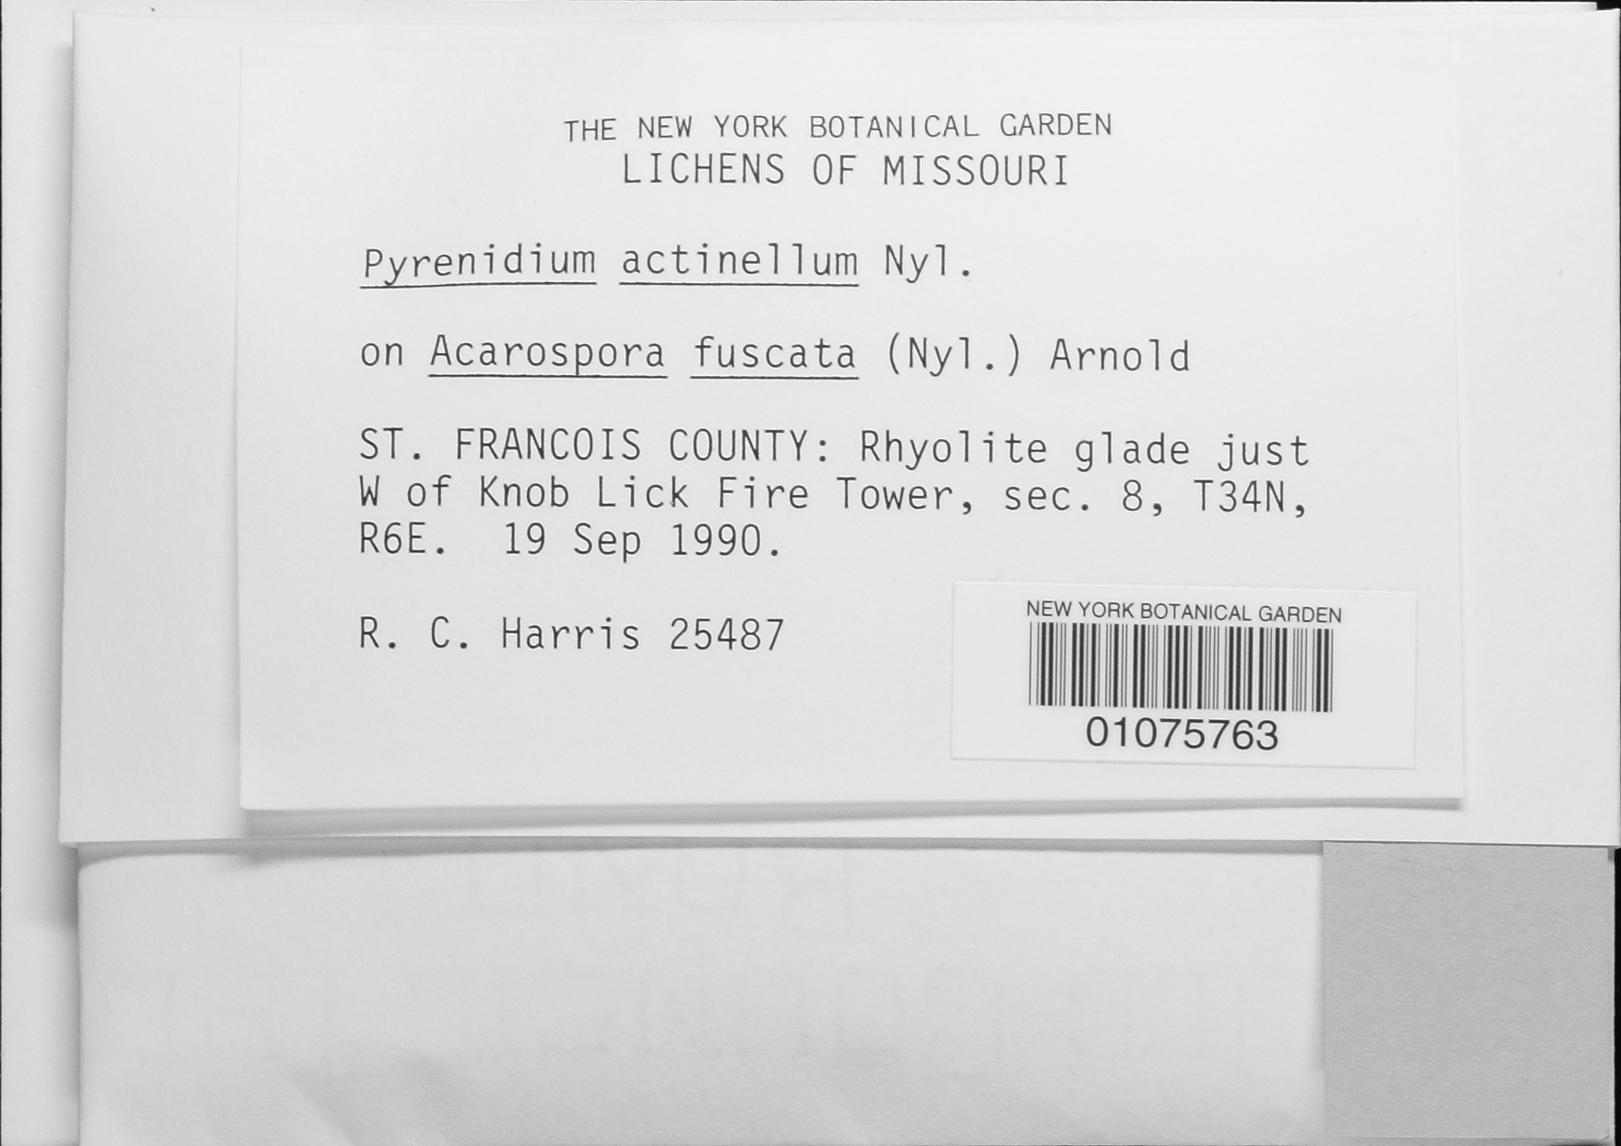 THE NEW YORK BOTANICAL GARDEN
LICHENS OF MISSOURI
Pyrenidium actinellum Nyl.
on Acarospora fuscata (Nyl.) Arnold
ST. FRANCOIS COUNTY: Rhyolite glade just
W of Knob Lick Fire Tower, sec. 8, T34N,
R6E. 19 Sep 1990.
R. C. Harris 25487
NEW YORK BOTANICAL GARDEN
01075763